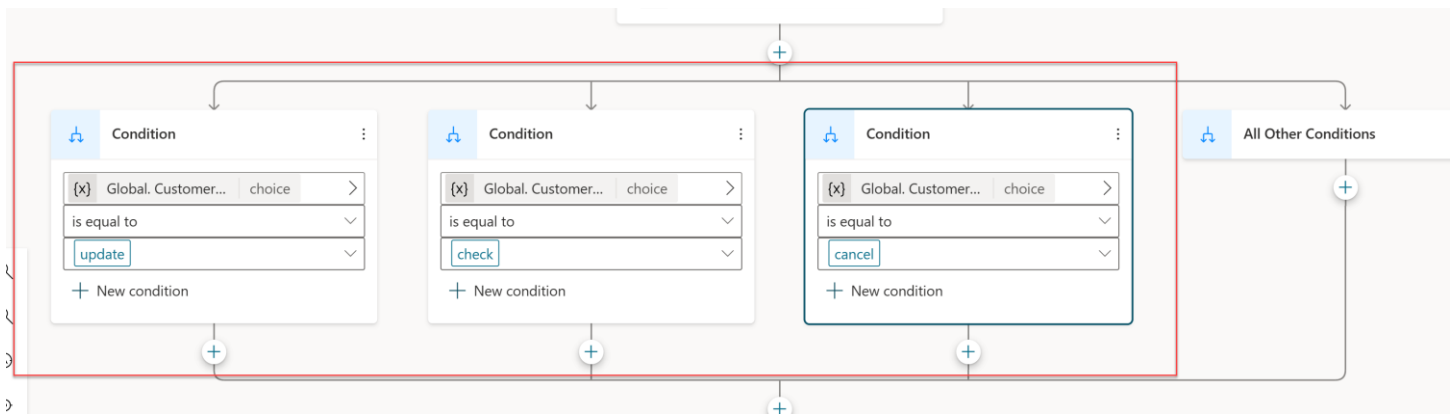 Condition
{x} Global. Customer... choice
is equal to
update
New condition
Condition
{x} Global. Customer... choice
is equal to
check
New condition
Condition
{x} Global. Customer... choice
is equal to
cancel
New condition
All Other Conditions